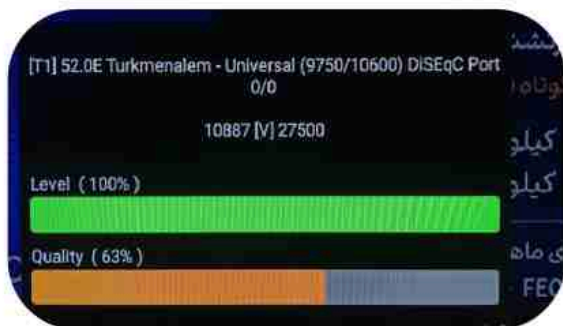 [T1] 52.0E Turkmenalem - Universal (9750/10600) DiSEqC Port
0/0
10887 [V] 27500
Level ( 100% )
Quality ( 63% )
کیلو
کیلو
ی ماه
FEC